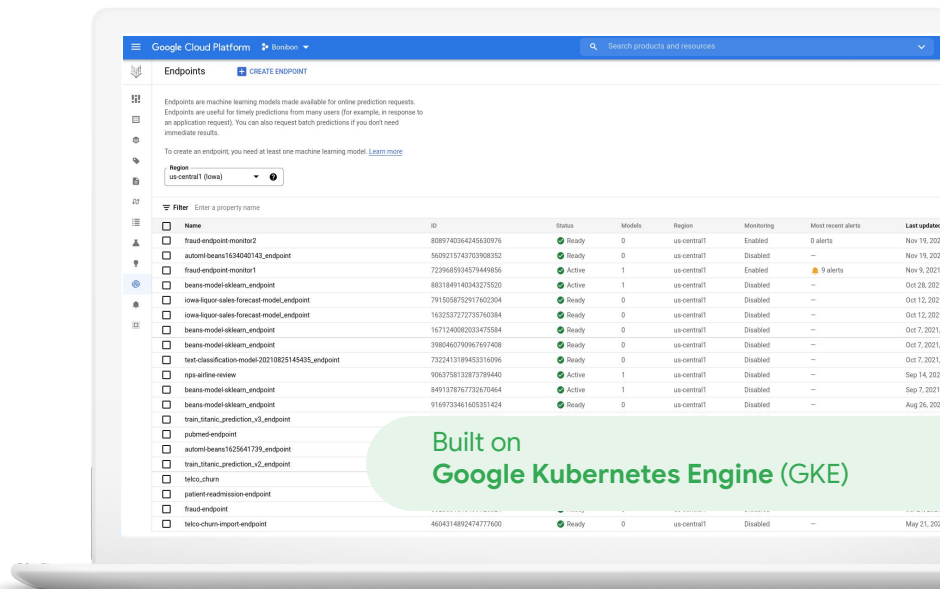 Google Cloud Platform Bonibon Search products and resources
Endpoints CREATE ENDPOINT
Endpoints are machine learning models made available for online prediction requests.
Endpoints are useful for timely predictions from many users (for example, in response to
an application request). You can also request batch predictions if you don't need
immediate results.
To create an endpoint, you need at least one machine learning model. Learn more
Region
us-central1 (Iowa)
Filter Enter a property name
Name ID Status Models Region Monitoring Most recent alerts Last updated
fraud-endpoint-monitor2 8089740364245630976 Ready 0 us-central1 Enabled 0 alerts Nov 19, 202
automl-beans1634040143_endpoint 5609215743703908352 Ready 0 us-central1 Disabled — Nov 19, 202
fraud-endpoint-monitor1 7239685934579449856 Active 1 us-central1 Enabled 9 alerts Nov 9, 2021
beans-model-sklearn_endpoint 8831849140343275520 Active 1 us-central1 Disabled — Oct 28, 202
iowa-liquor-sales-forecast-model_endpoint 7915058752917602304 Ready 0 us-central1 Disabled — Oct 12, 202
iowa-liquor-sales-forecast-model_endpoint 1632537272735760384 Ready 0 us-central1 Disabled — Oct 12, 202
beans-model-sklearn_endpoint 1671240082033475584 Ready 0 us-central1 Disabled — Oct 7, 2021,
beans-model-sklearn_endpoint 3980460790967697408 Ready 0 us-central1 Disabled — Oct 7, 2021,
text-classification-model-20210825145435_endpoint 7322413189453316096 Ready 0 us-central1 Disabled — Oct 7, 2021,
nps-airline-review 9063758132873789440 Active 1 us-central1 Disabled — Sep 14, 202
beans-model-sklearn_endpoint 8491378767732670464 Active 1 us-central1 Disabled — Sep 7, 2021
beans-model-sklearn_endpoint 9169733461605351424 Ready 0 us-central1 Disabled — Aug 26, 202
train_titanic_prediction_v3_endpoint
pubmed-endpoint
automl-beans1625641739_endpoint
train_titanic_prediction_v2_endpoint
telco_churn
patient-readmission-endpoint
fraud-endpoint
telco-churn-import-endpoint 4604314892474777600 Ready 0 us-central1 Disabled — May 21, 202
Built on
Google Kubernetes Engine (GKE)